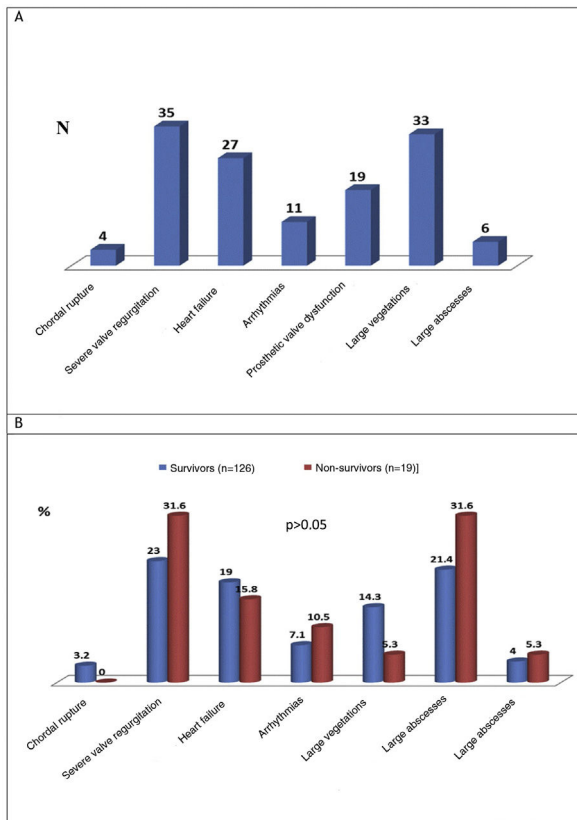 A
N
4
35
27
11
19
33
6
Chordal rupture
Severe valve regurgitation
Heart failure
Arrhythmias
Prosthetic valve dysfunction
Large vegetations
Large abscesses
B
Survivors (n=126)
Non-survivors (n=19)]
%
p>0.05
3.2
0
23
31.6
19
15.8
7.1
10.5
14.3
5.3
21.4
31.6
4
5.3
Chordal rupture
Severe valve regurgitation
Heart failure
Arrhythmias
Large vegetations
Large abscesses
Large abscesses